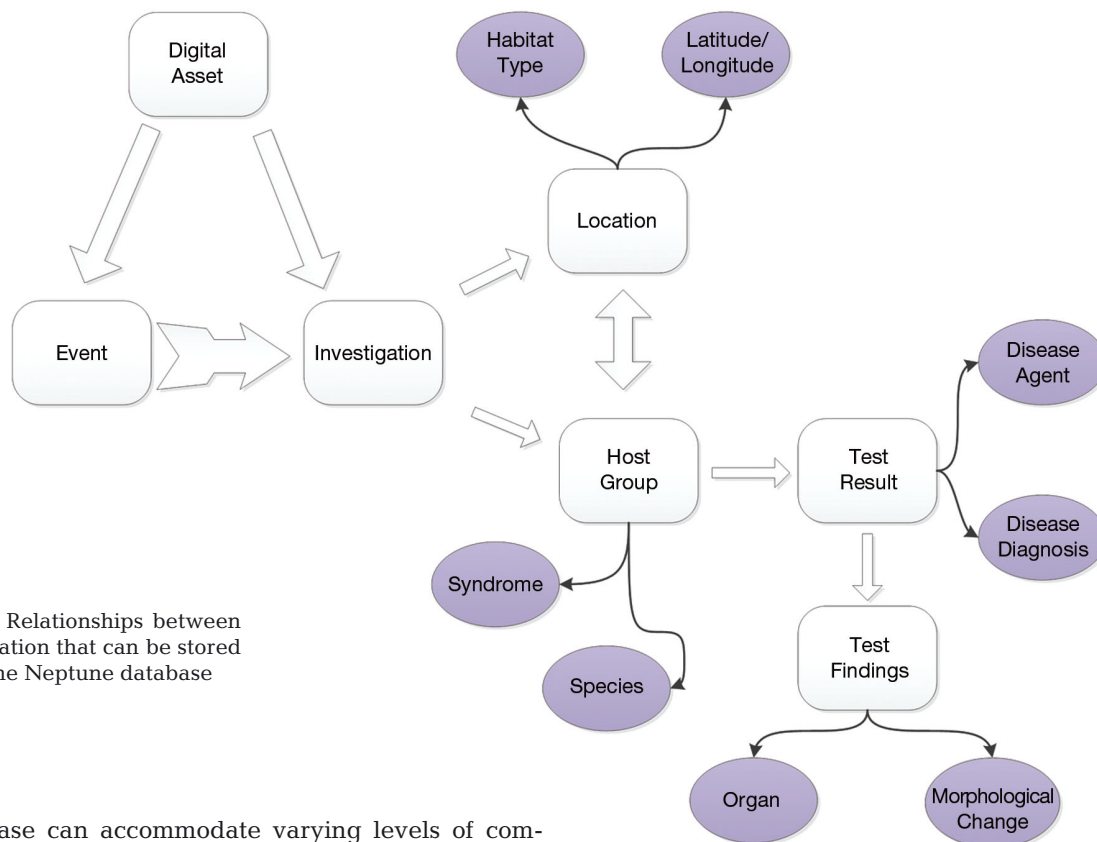 Digital
Asset
Habitat
Type
Latitude/
Longitude
Location
Event
Investigation
Host
Group
Test
Result
Disease
Agent
Disease
Diagnosis
Syndrome
Species
Test
Findings
Organ
Morphological
Change
Relationships between
ation that can be stored
he Neptune database
ase can accommodate varying levels of com-